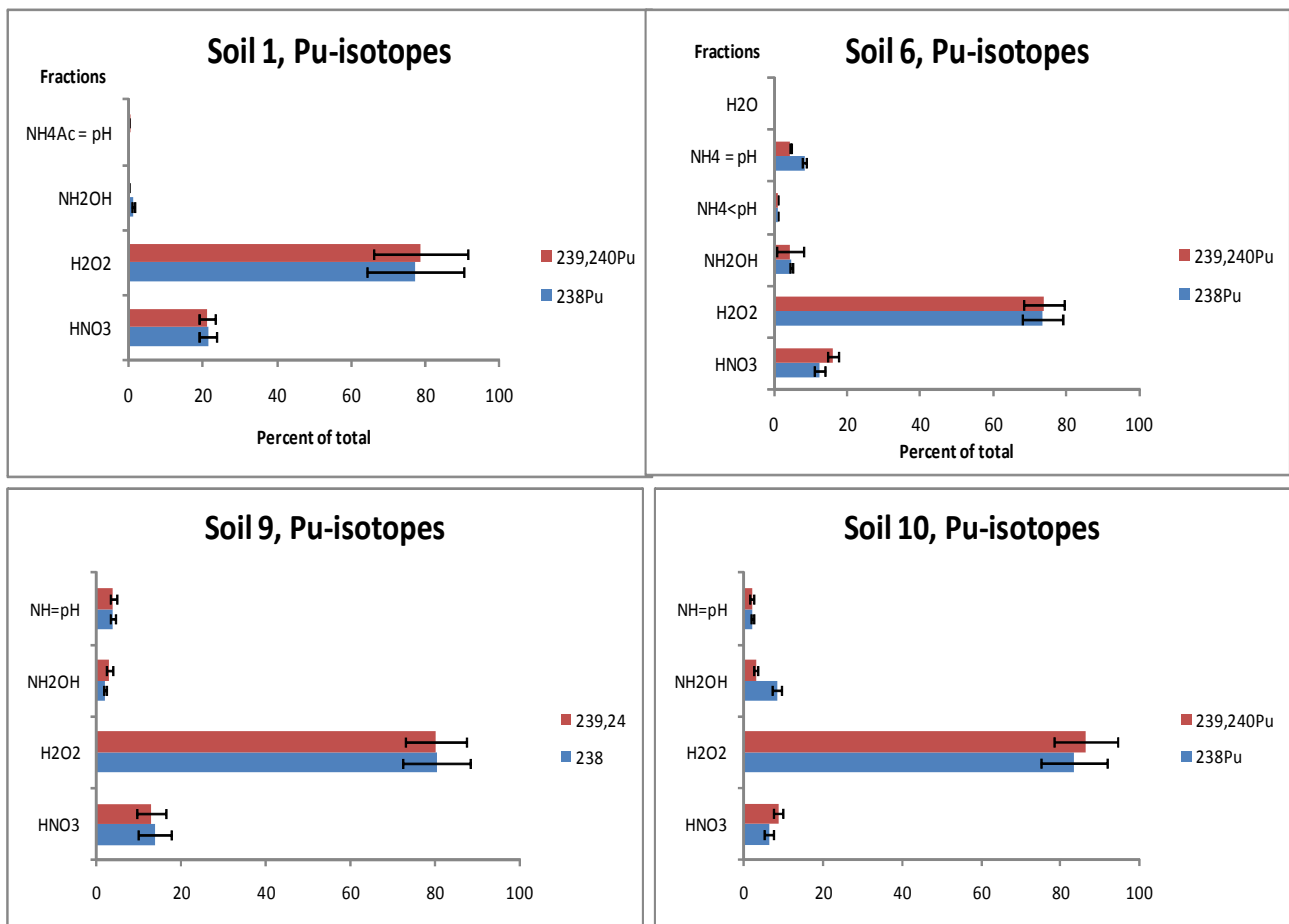 Soil 1, Pu-isotopes
Fractions
NH4Ac = pH
NH2OH
H2O2
HNO3
0 20 40 60 80 100
Percent of total
239,240Pu
238Pu
Soil 6, Pu-isotopes
Fractions
H2O
NH4 = pH
NH4<pH
NH2OH
H2O2
HNO3
0 20 40 60 80 100
Percent of total
239,240Pu
238Pu
Soil 9, Pu-isotopes
NH=pH
NH2OH
H2O2
HNO3
0 20 40 60 80 100
239,24
238
Soil 10, Pu-isotopes
NH=pH
NH2OH
H2O2
HNO3
0 20 40 60 80 100
239,240Pu
238Pu